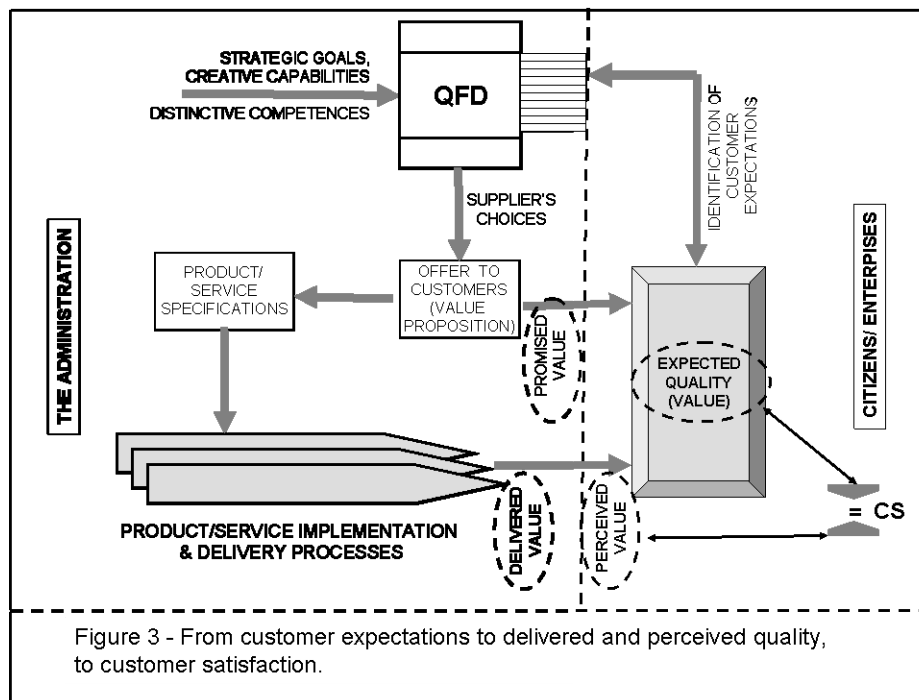 STRATEGIC GOALS,
CREATIVE CAPABILITIES
DISTINCTIVE COMPETENCES
QFD
IDENTIFICATION OF
CUSTOMER
EXPECTATIONS
SUPPLIER'S
CHOICES
THE ADMINISTRATION
PRODUCT/
SERVICE
SPECIFICATIONS
OFFER TO
CUSTOMERS
(VALUE
PROPOSITION)
PROMISED
VALUE
EXPECTED
QUALITY
(VALUE)
CITIZENS/ ENTERPISES
PRODUCT/SERVICE IMPLEMENTATION
& DELIVERY PROCESSES
DELIVERED
VALUE
PERCEIVED
VALUE
= CS
Figure 3 - From customer expectations to delivered and perceived quality,
to customer satisfaction.